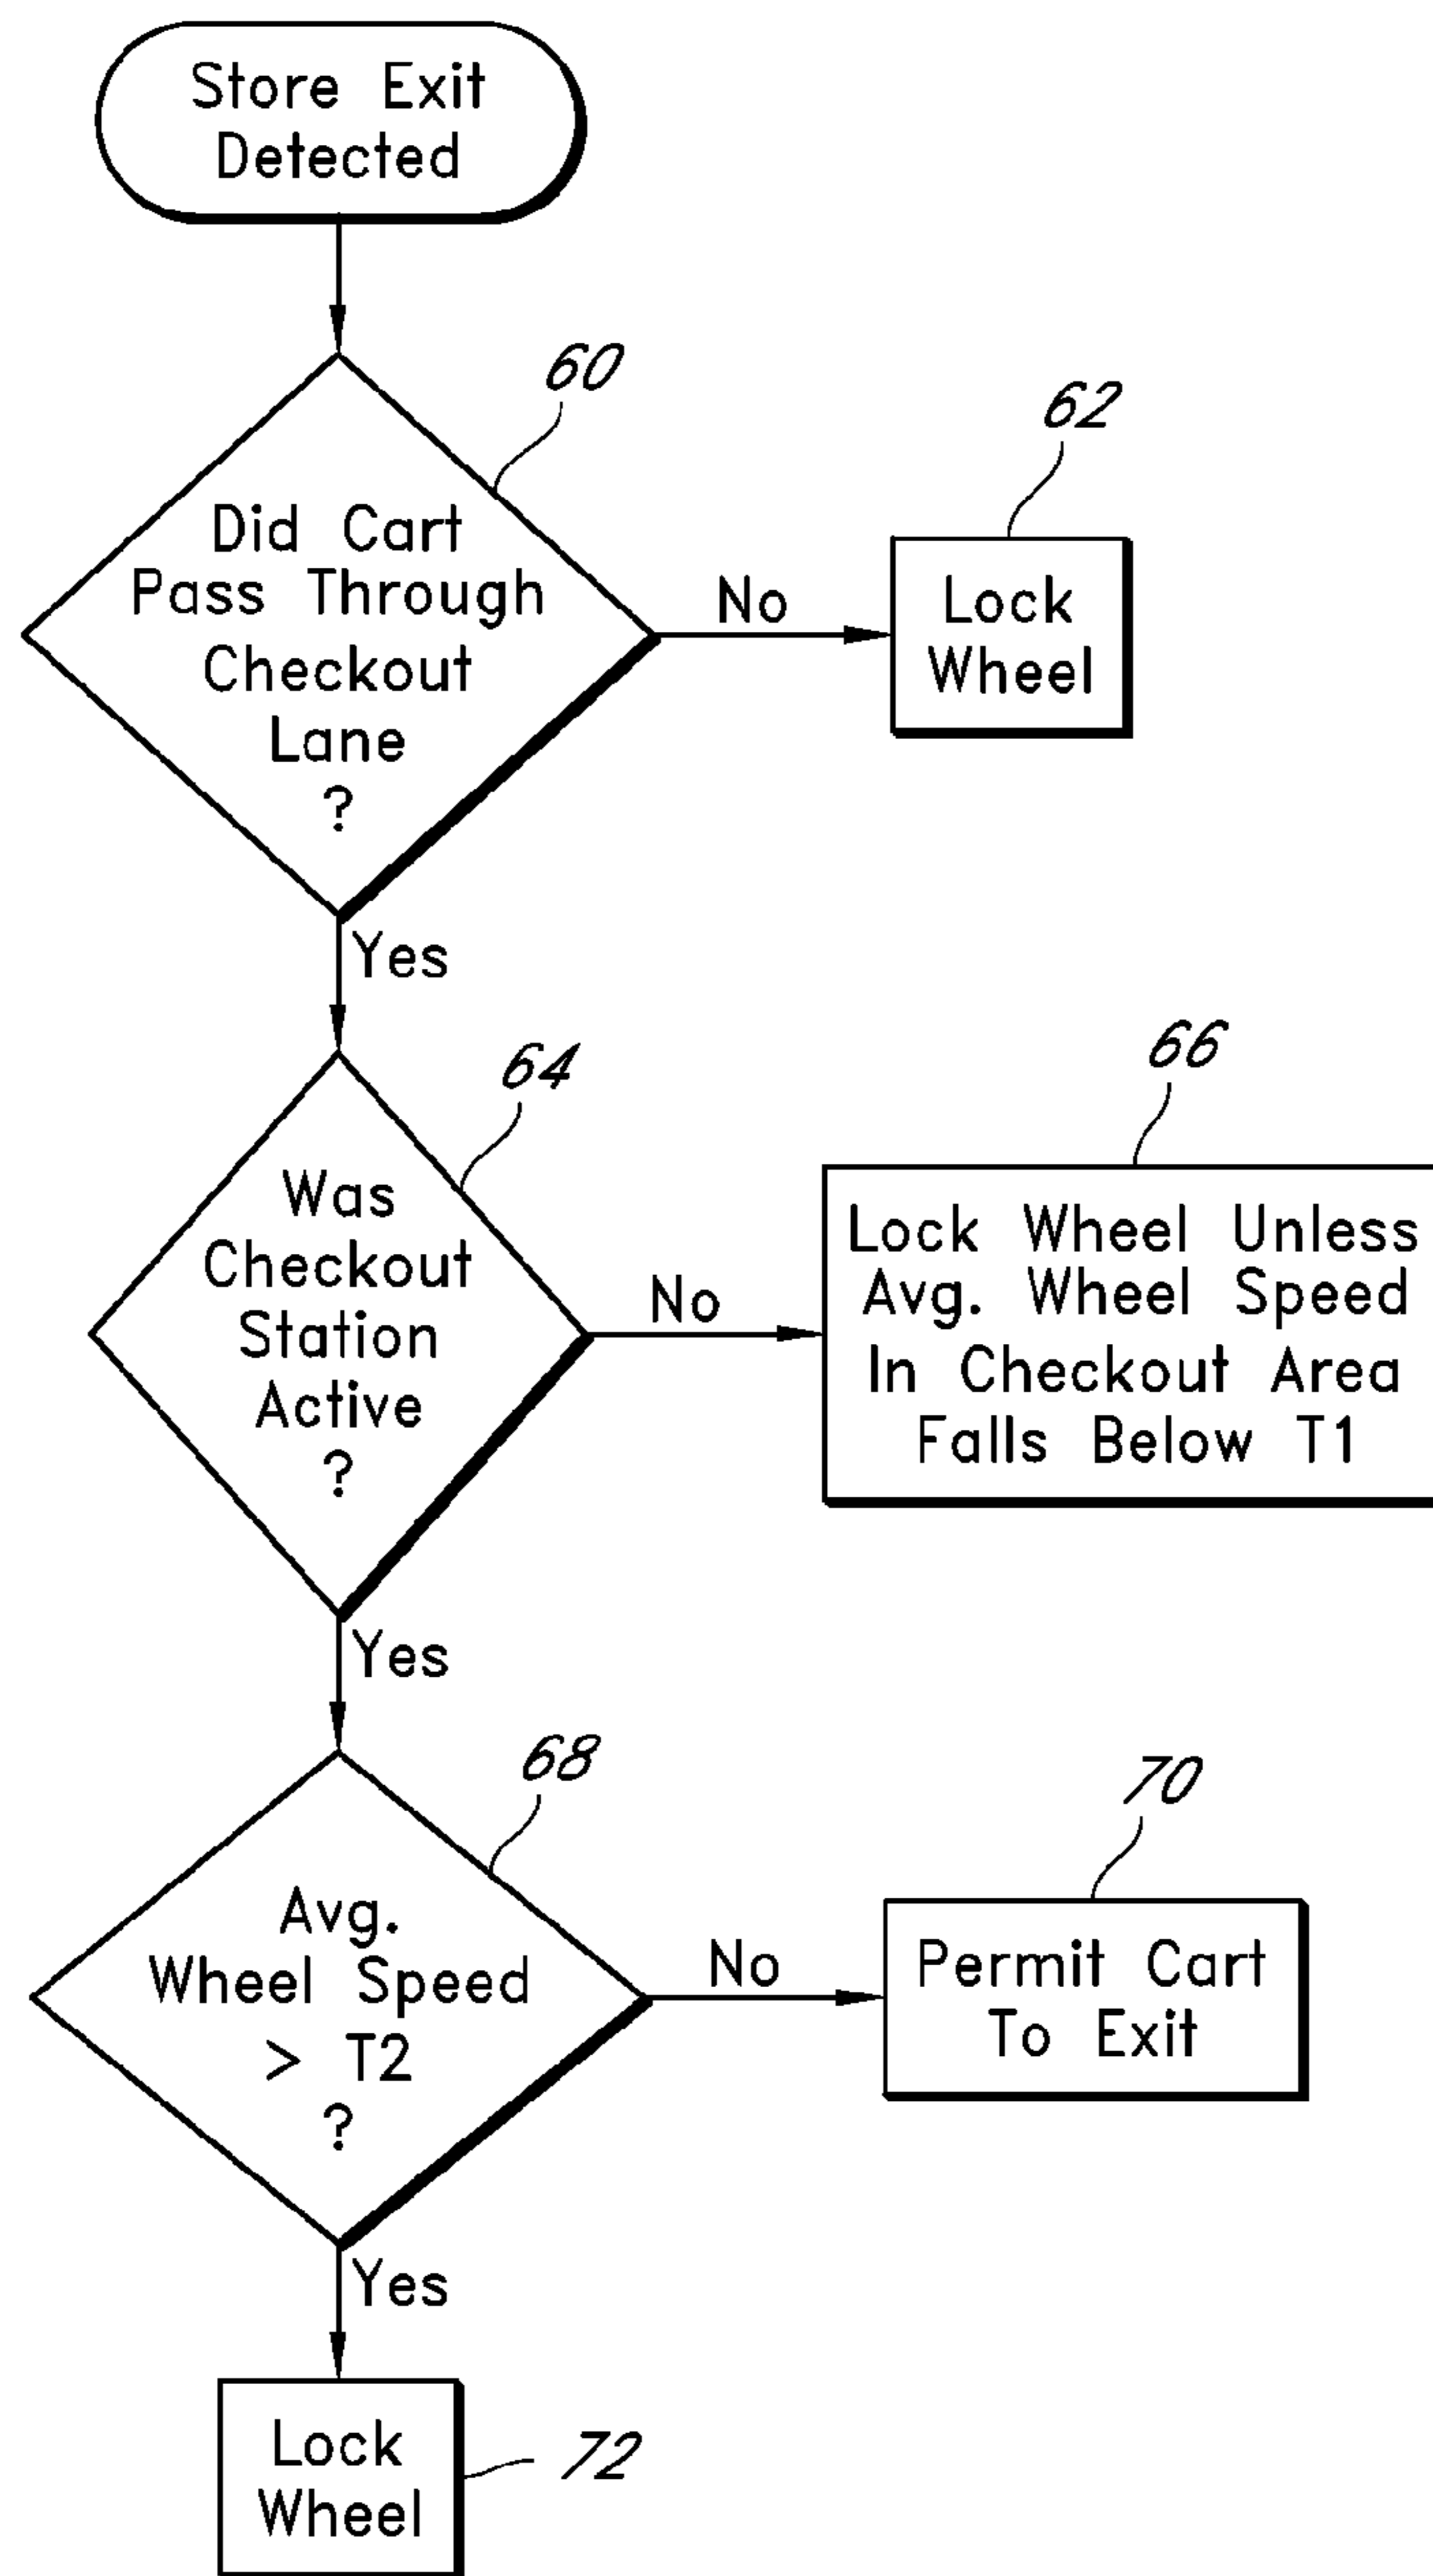 Store Exit
Detected
60
Did Cart
Pass Through
Checkout
Lane
?
No
62
Lock
Wheel
Yes
64
Was
Checkout
Station
Active
?
No
66
Lock Wheel Unless
Avg. Wheel Speed
In Checkout Area
Falls Below T1
Yes
68
Avg.
Wheel Speed
> T2
?
No
70
Permit Cart
To Exit
Yes
Lock
Wheel
72